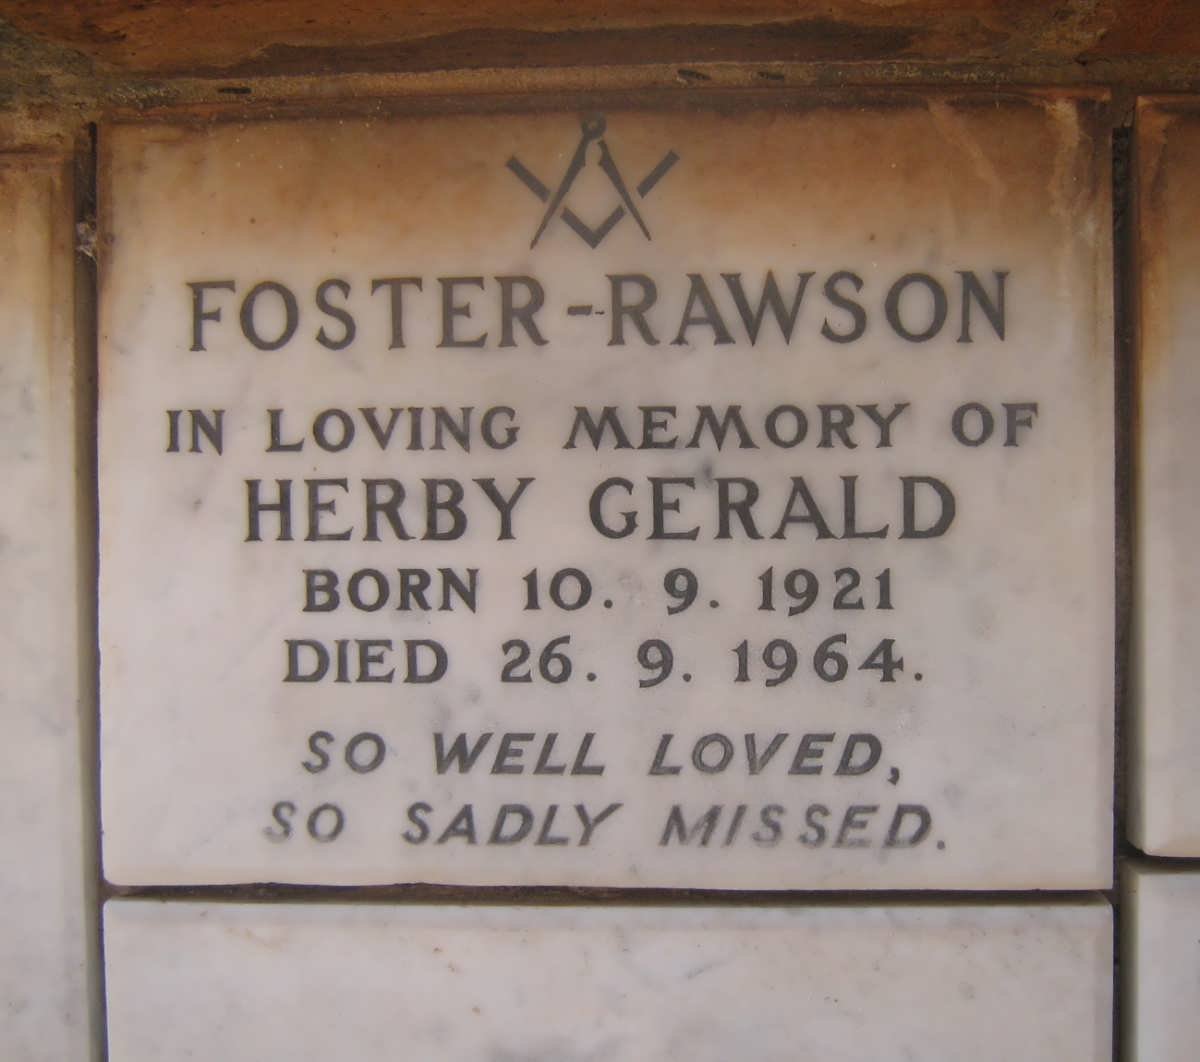 FOSTER-RAWSON
IN LOVING MEMORY OF
HERBY GERALD
BORN 10. 9. 1921
DIED 26. 9. 1964.
SO WELL LOVED,
SO SADLY MISSED.